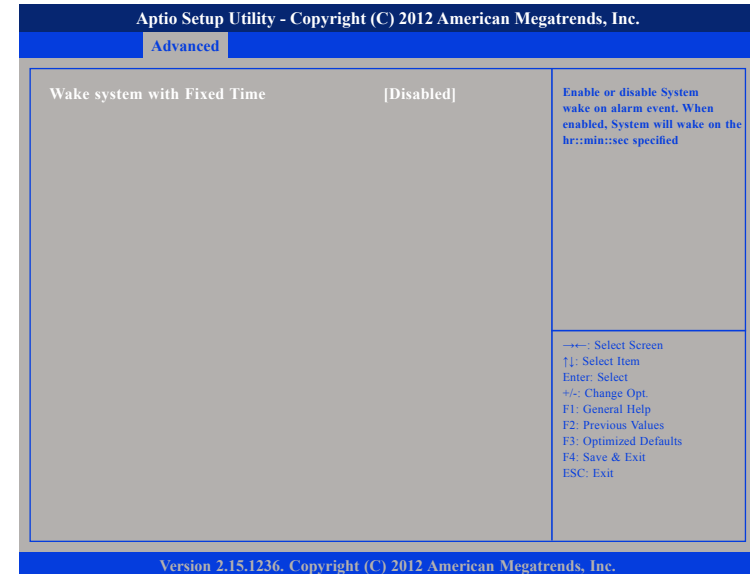 Aptio Setup Utility - Copyright (C) 2012 American Megatrends, Inc.
Advanced
Wake system with Fixed Time [Disabled]
Enable or disable System
wake on alarm event. When
enabled, System will wake on the
hr::min::sec specified
→←: Select Screen
↑↓: Select Item
Enter: Select
+/-: Change Opt.
F1: General Help
F2: Previous Values
F3: Optimized Defaults
F4: Save & Exit
ESC: Exit
Version 2.15.1236. Copyright (C) 2012 American Megatrends, Inc.